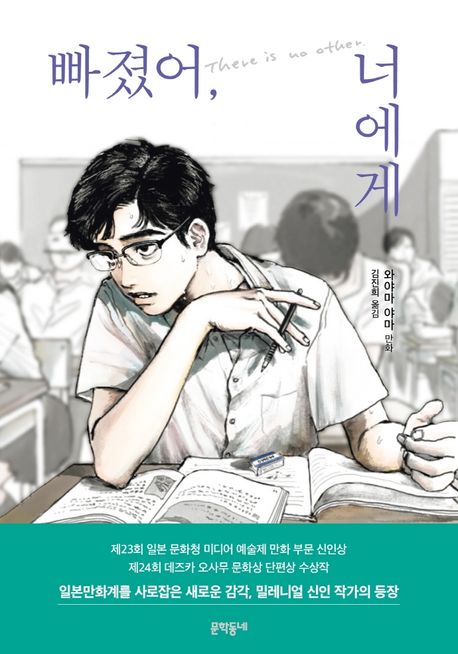 빠졌어,
There is no other.
너에게
와야마 야마 만화
김진희 옮김
제23회 일본 문화청 미디어 예술제 만화 부문 신인상
제24회 데즈카 오사무 문화상 단편상 수상작
일본만화계를 사로잡은 새로운 감각, 밀레니얼 신인 작가의 등장
문학동네